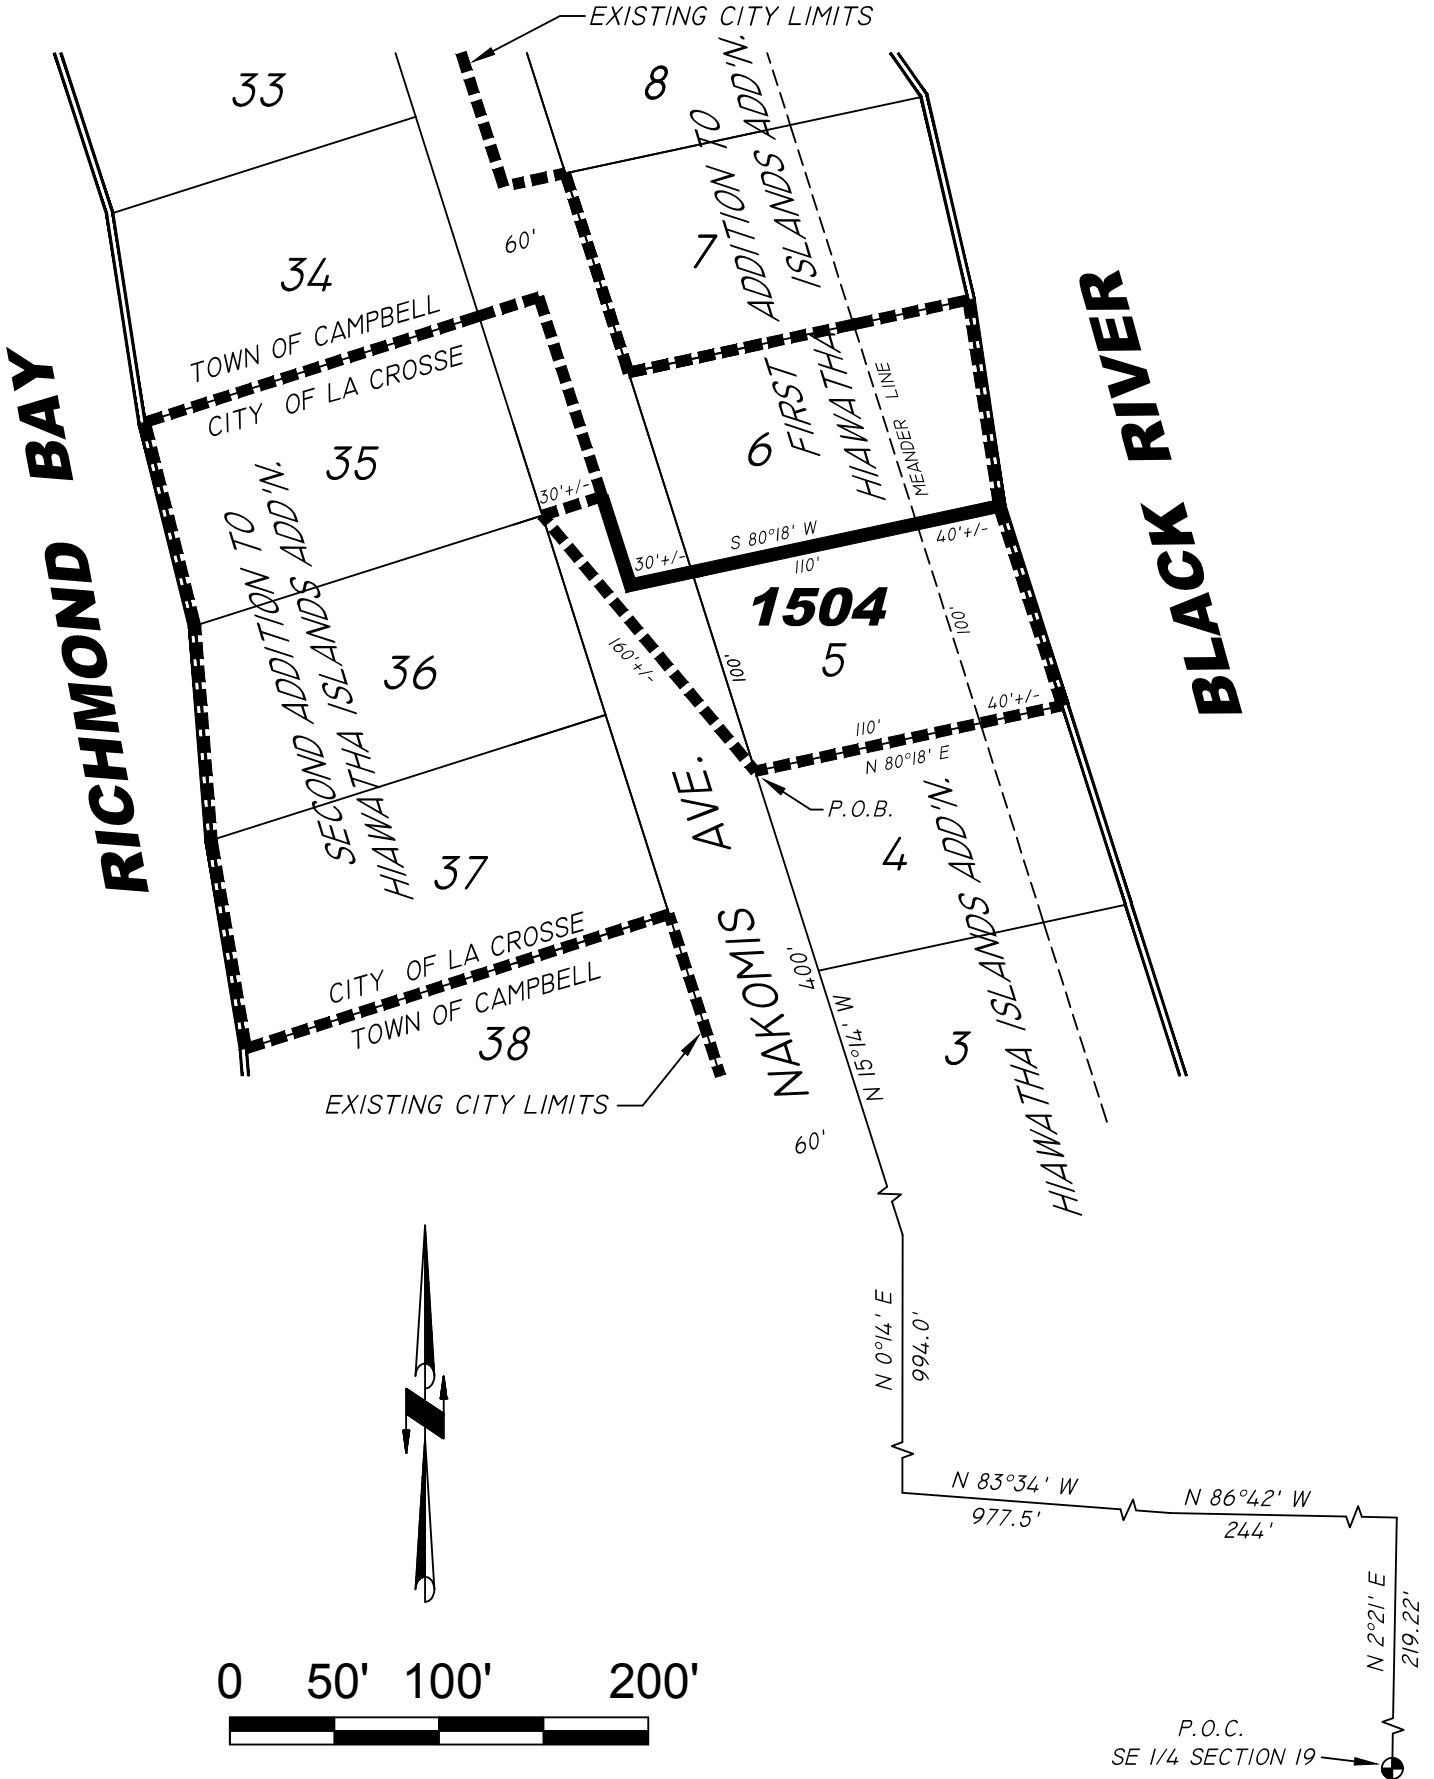 EXISTING CITY LIMITS
33
8
34
60'
7
ADDITION TO
ISLANDS ADD'N.
FIRST
HIAWATHA
TOWN OF CAMPBELL
CITY OF LA CROSSE
35
6
MEANDER LINE
RICHMOND BAY
BLACK RIVER
30'+/-
S 80°18' W
110'
40'+/-
30'+/-
1504
5
100'
100'
160'+/-
SECOND ADDITION TO
HIAWATHA ISLANDS ADD'N.
36
110'
40'+/-
N 80°18' E
P.O.B.
NAKOMIS AVE.
4
37
400'
N 15°14' W
HIAWATHA ISLANDS ADD'N.
CITY OF LA CROSSE
TOWN OF CAMPBELL
38
3
EXISTING CITY LIMITS
60'
N 0°14' E
994.0'
N 83°34' W
977.5'
N 86°42' W
244'
N 2°21' E
219.22'
0 50' 100' 200'
P.O.C.
SE 1/4 SECTION 19